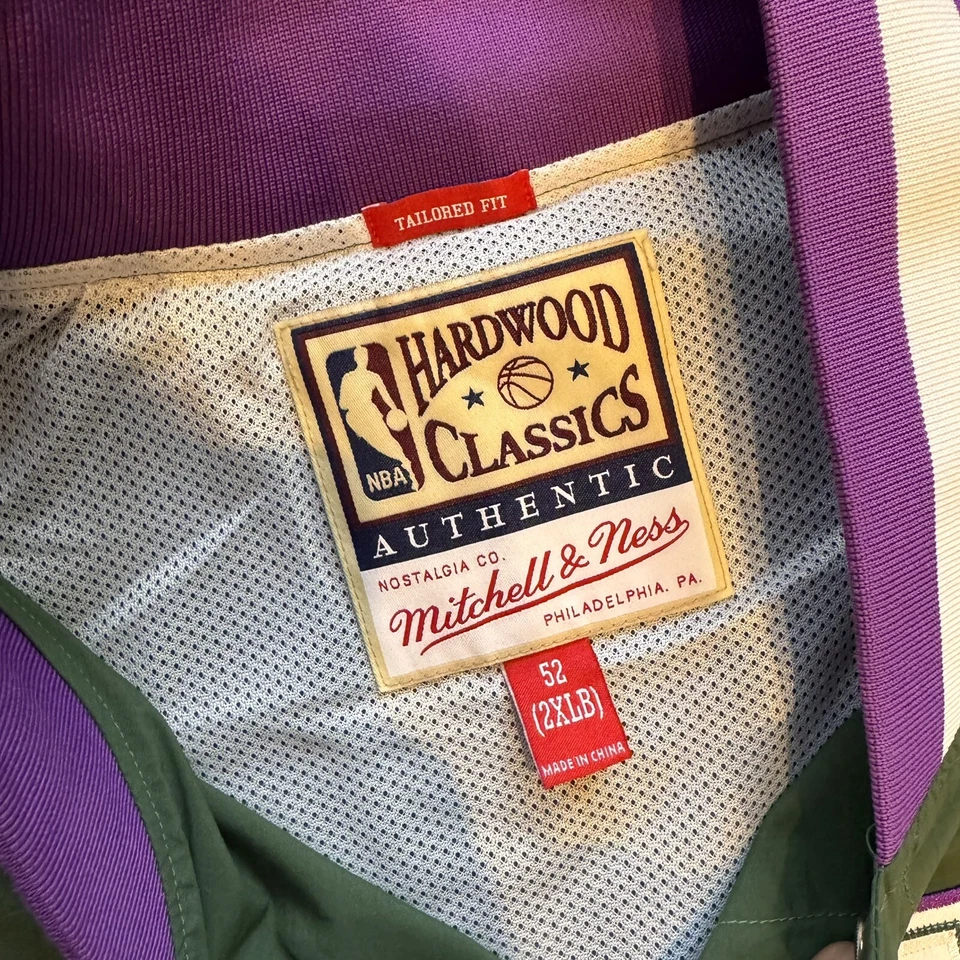 TAILORED FIT
HARDWOOD
CLASSICS
NBA
AUTHENTIC
NOSTALGIA CO.
Mitchell & Ness
PHILADELPHIA, PA.
52
(2XLB)
MADE IN CHINA